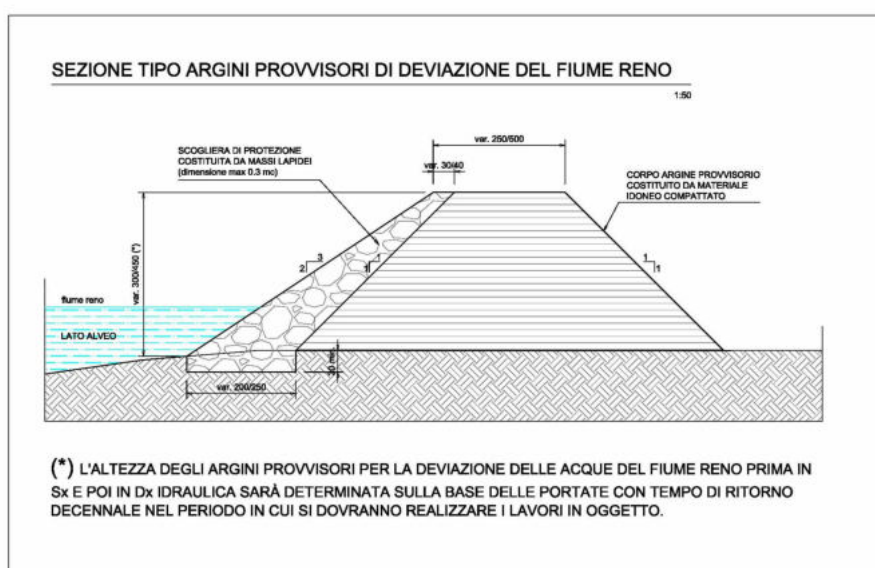 SEZIONE TIPO ARGINI PROVVISORI DI DEVIAZIONE DEL FIUME RENO
1:50
var. 250/500
SCOGLIERA DI PROTEZIONE
COSTITUITA DA MASSI LAPIDEI
(dimensione max 0.3 mc)
var. 30/40
CORPO ARGINE PROVVISORIO
COSTITUITO DA MATERIALE
IDONEO COMPATTATO
var. 300/450 (*)
3
2
1
1
1
1
fiume reno
LATO ALVEO
30 min.
var. 200/250
(*) L'ALTEZZA DEGLI ARGINI PROVVISORI PER LA DEVIAZIONE DELLE ACQUE DEL FIUME RENO PRIMA IN
Sx E POI IN Dx IDRAULICA SARÀ DETERMINATA SULLA BASE DELLE PORTATE CON TEMPO DI RITORNO
DECENNALE NEL PERIODO IN CUI SI DOVRANNO REALIZZARE I LAVORI IN OGGETTO.